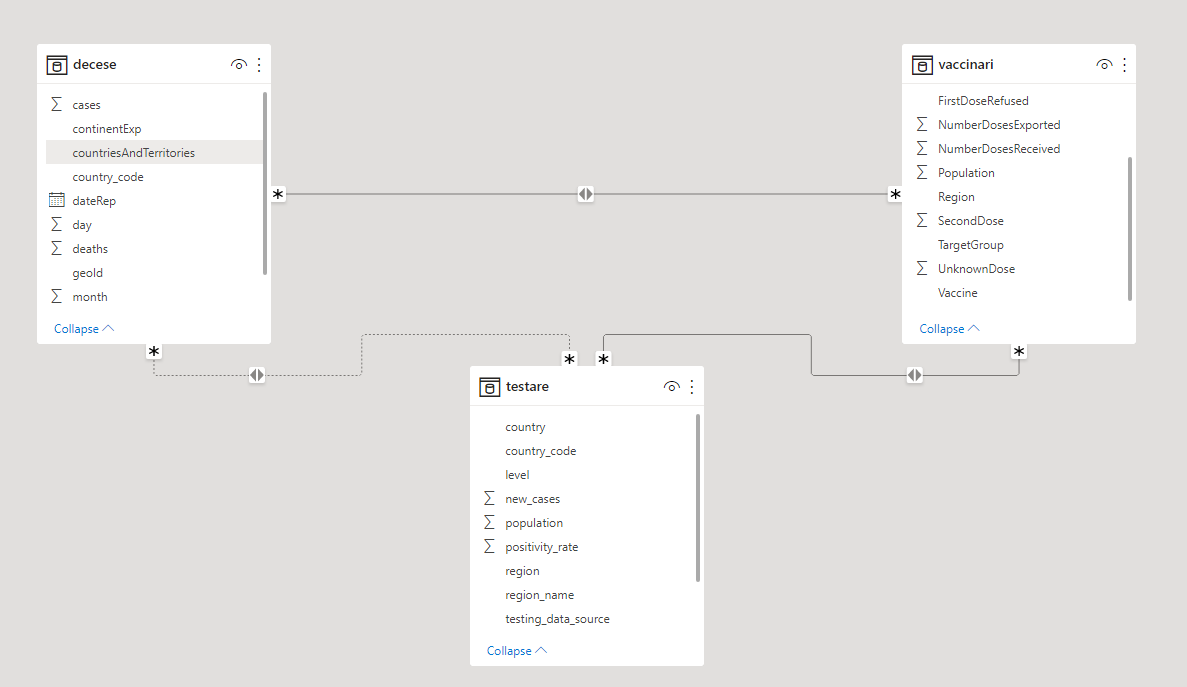 decese
cases
continentExp
countriesAndTerritories
country_code
dateRep
day
deaths
geoId
month
Collapse
vaccinari
FirstDoseRefused
NumberDosesExported
NumberDosesReceived
Population
Region
SecondDose
TargetGroup
UnknownDose
Vaccine
Collapse
testare
country
country_code
level
new_cases
population
positivity_rate
region
region_name
testing_data_source
Collapse